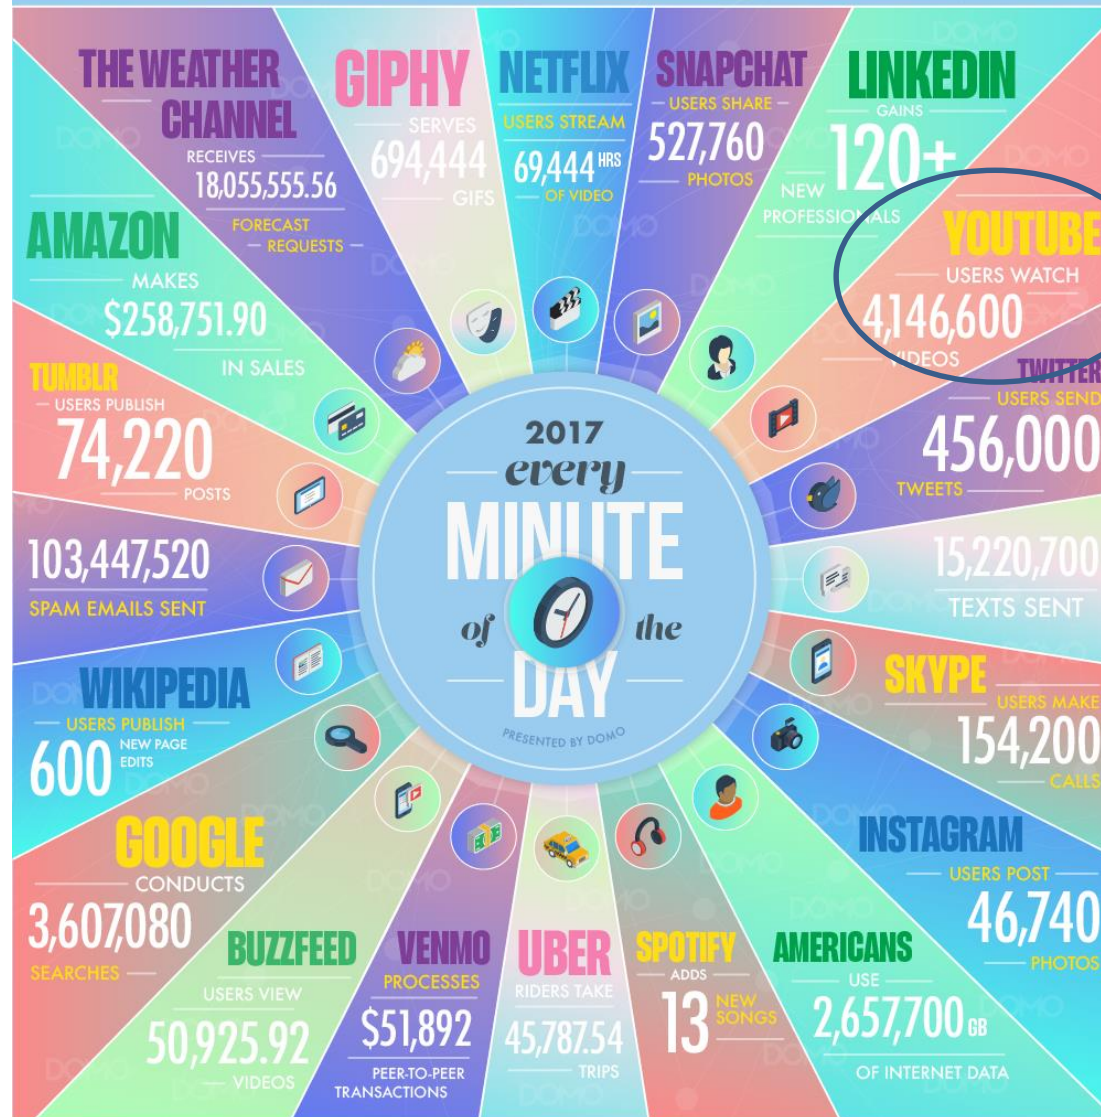 THE WEATHER
CHANNEL
RECEIVES
18,055,555.56
FORECAST
REQUESTS
GIPHY
SERVES
694,444
GIFS
NETFLIX
USERS STREAM
69,444 HRS
OF VIDEO
SNAPCHAT
USERS SHARE
527,760
PHOTOS
LINKEDIN
GAINS
120+
NEW
PROFESSIONALS
YOUTUBE
USERS WATCH
4,146,600
VIDEOS
TWITTER
USERS SEND
456,000
TWEETS
15,220,700
TEXTS SENT
SKYPE
USERS MAKE
154,200
CALLS
INSTAGRAM
USERS POST
46,740
PHOTOS
AMERICANS
USE
2,657,700 GB
OF INTERNET DATA
SPOTIFY
ADDS
13 NEW
SONGS
UBER
RIDERS TAKE
45,787.54
TRIPS
VENMO
PROCESSES
$51,892
PEER-TO-PEER
TRANSACTIONS
BUZZFEED
USERS VIEW
50,925.92
VIDEOS
GOOGLE
CONDUCTS
3,607,080
SEARCHES
WIKIPEDIA
USERS PUBLISH
600 NEW PAGE
EDITS
103,447,520
SPAM EMAILS SENT
TUMBLR
USERS PUBLISH
74,220
POSTS
AMAZON
MAKES
$258,751.90
IN SALES
2017
every
MINUTE
of the
DAY
PRESENTED BY DOMO